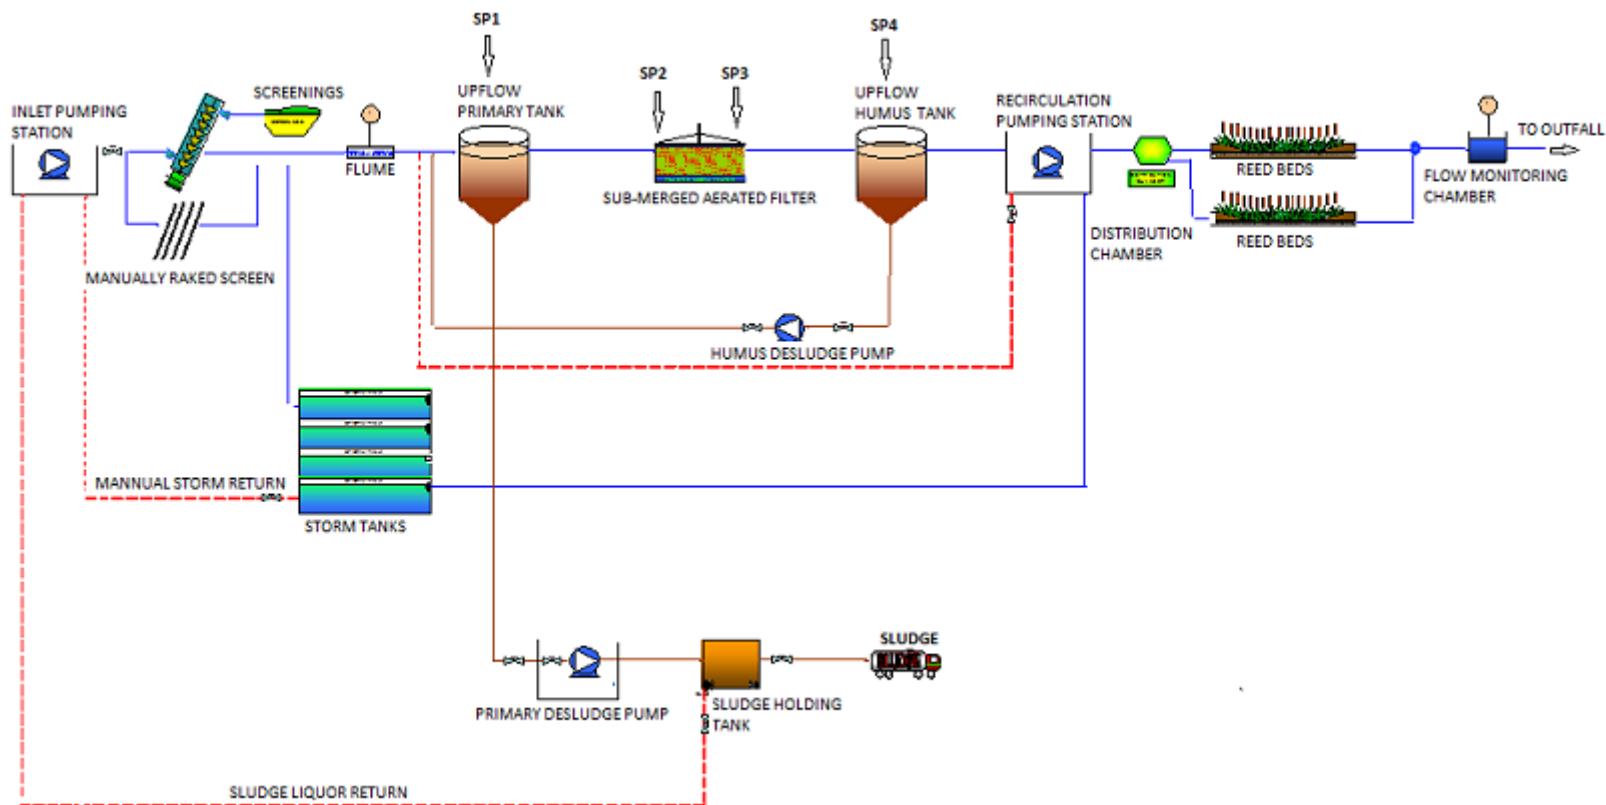 SP1
SP4
SP2
SP3
UPFLOW
PRIMARY TANK
UPFLOW
HUMUS TANK
SCREENINGS
INLET PUMPING
STATION
RECIRCULATION
PUMPING STATION
TO OUTFALL
FLUME
REED BEDS
FLOW MONITORING
CHAMBER
SUB-MERGED AERATED FILTER
DISTRIBUTION
CHAMBER
REED BEDS
MANUALLY RAKED SCREEN
HUMUS DESLUDGE PUMP
MANNUAL STORM RETURN
STORM TANKS
SLUDGE
PRIMARY DESLUDGE PUMP
SLUDGE HOLDING
TANK
SLUDGE LIQUOR RETURN